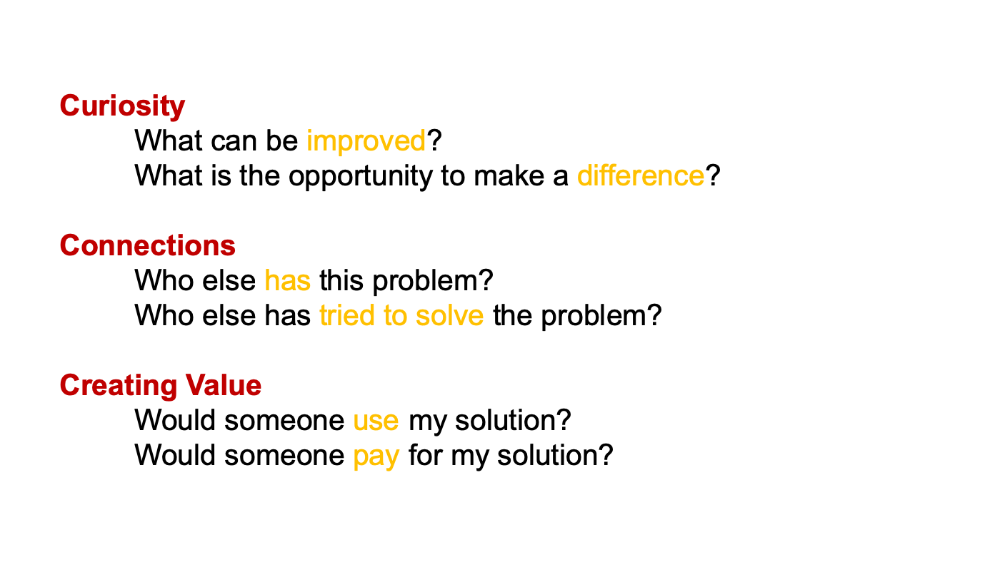 Curiosity
What can be improved?
What is the opportunity to make a difference?
Connections
Who else has this problem?
Who else has tried to solve the problem?
Creating Value
Would someone use my solution?
Would someone pay for my solution?